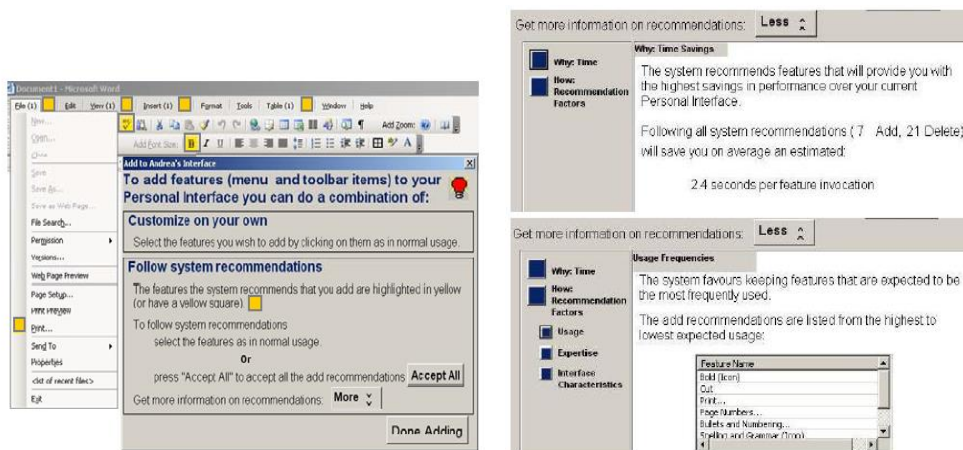 Document1 - Microsoft Word
File (1) Edit View (1) Insert (1) Format Tools Table (1) Window Help
New...
Open...
Close
Save
Save As...
Save as Web Page...
File Search...
Permission
Versions...
Web Page Preview
Page Setup...
Print Preview
Print...
Send To
Properties
<list of recent files>
Exit
Add Zoom:
Add Font Size: B I U
Add to Andrea's Interface X
To add features (menu and toolbar items) to your
Personal Interface you can do a combination of:
Customize on your own
Select the features you wish to add by clicking on them as in normal usage.
Follow system recommendations
The features the system recommends that you add are highlighted in yellow
(or have a yellow square)
To follow system recommendations
select the features as in normal usage.
Or
press "Accept All" to accept all the add recommendations Accept All
Get more information on recommendations: More
Done Adding
Get more information on recommendations: Less
Why: Time
How:
Recommendation
Factors
Why: Time Savings
The system recommends features that will provide you with
the highest savings in performance over your current
Personal Interface.
Following all system recommendations ( 7 Add, 21 Delete)
will save you on average an estimated:
2.4 seconds per feature invocation
Get more information on recommendations: Less
Why: Time
How:
Recommendation
Factors
Usage
Expertise
Interface
Characteristics
Usage Frequencies
The system favours keeping features that are expected to be
the most frequently used.
The add recommendations are listed from the highest to
lowest expected usage:
Feature Name
Bold (Icon)
Cut
Print...
Page Numbers...
Bullets and Numbering...
Spelling and Grammar (Icon)